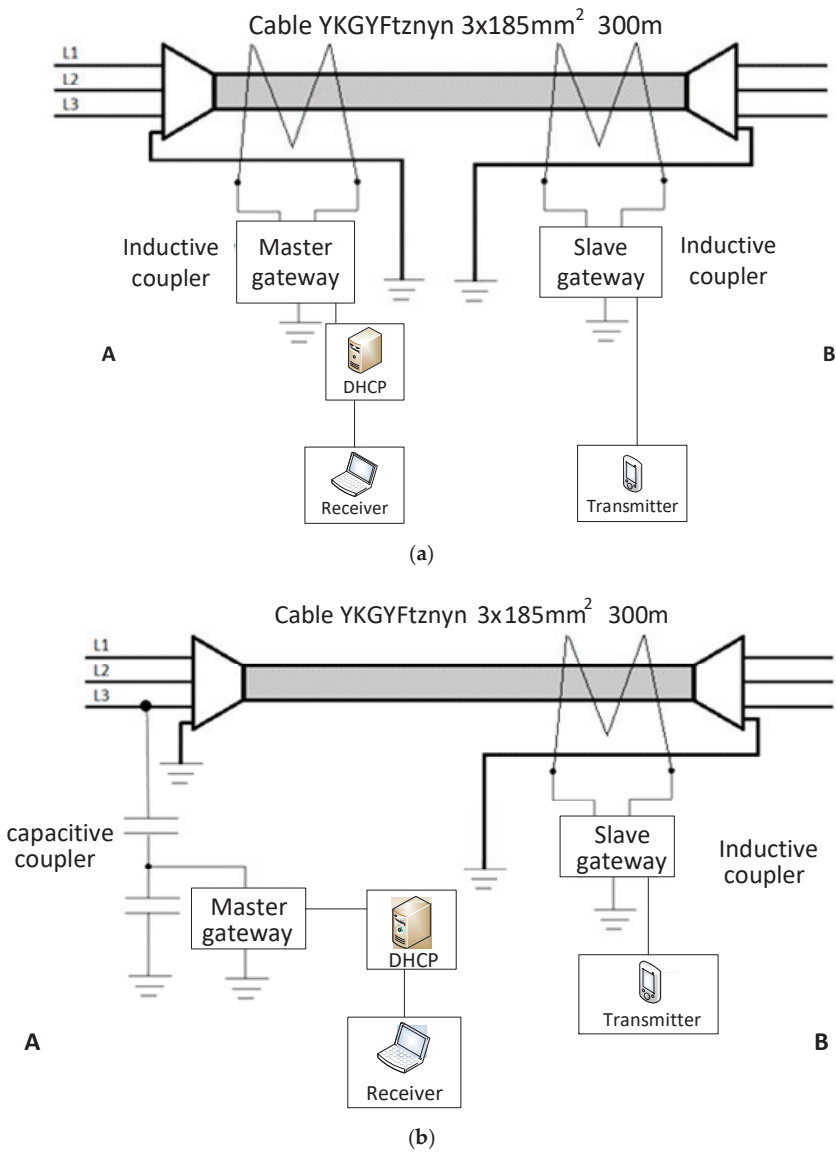 Cable YKGYFtznyn 3x185mm² 300m
L1
L2
L3
Inductive
coupler
Master
gateway
Slave
gateway
Inductive
coupler
A
B
DHCP
Receiver
Transmitter
(a)
Cable YKGYFtznyn 3x185mm² 300m
L1
L2
L3
capacitive
coupler
Master
gateway
DHCP
Slave
gateway
Inductive
coupler
Transmitter
A
B
Receiver
(b)